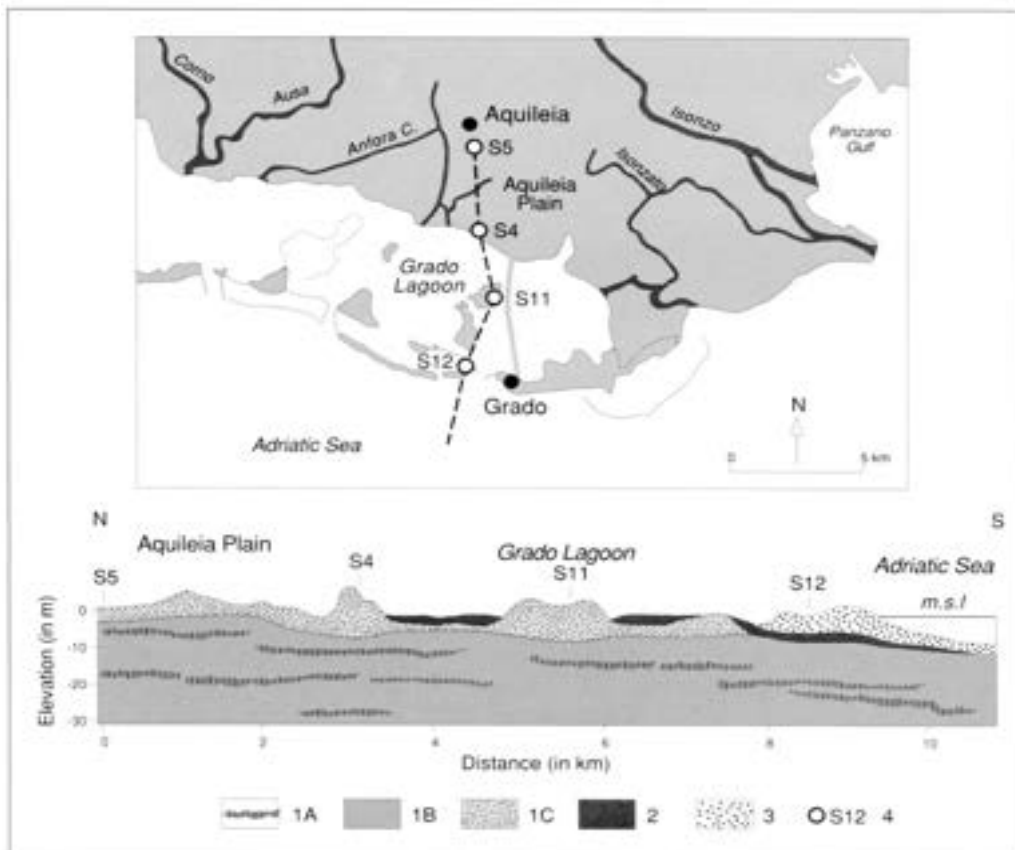 Corno
Ausa
Anfora C.
Aquileia
S5
Aquileia
Plain
S4
Isonzo
Isonzato
Panzano
Gulf
Grado
Lagoon
S11
S12
Grado
Adriatic Sea
N
0 5 km
N S
Aquileia Plain Grado Lagoon Adriatic Sea
S5 S4 S11 S12 m.s.l
Elevation (in m)
0
-10
-20
-30
0 2 4 6 8 10
Distance (in km)
1A 1B 1C 2 3 S12 4